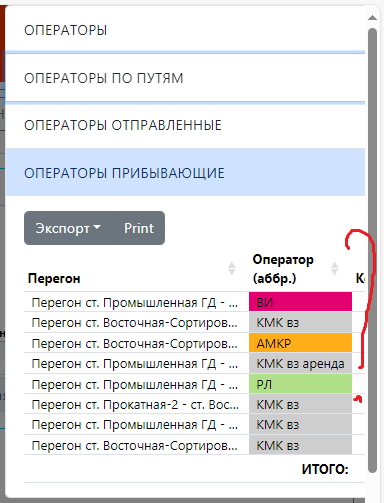 ОПЕРАТОРЫ
ОПЕРАТОРЫ ПО ПУТЯМ
ОПЕРАТОРЫ ОТПРАВЛЕННЫЕ
ОПЕРАТОРЫ ПРИБЫВАЮЩИЕ
Экспорт Print
Перегон Оператор (аббр.)
Перегон ст. Промышленная ГД - ... ВИ
Перегон ст. Восточная-Сортиров... КМК вз
Перегон ст. Восточная-Сортиров... АМКР
Перегон ст. Промышленная ГД - ... КМК вз аренда
Перегон ст. Промышленная ГД - ... РЛ
Перегон ст. Прокатная-2 - ст. Вос... КМК вз
Перегон ст. Промышленная ГД - ... КМК вз
Перегон ст. Восточная-Сортиров... КМК вз
ИТОГО: